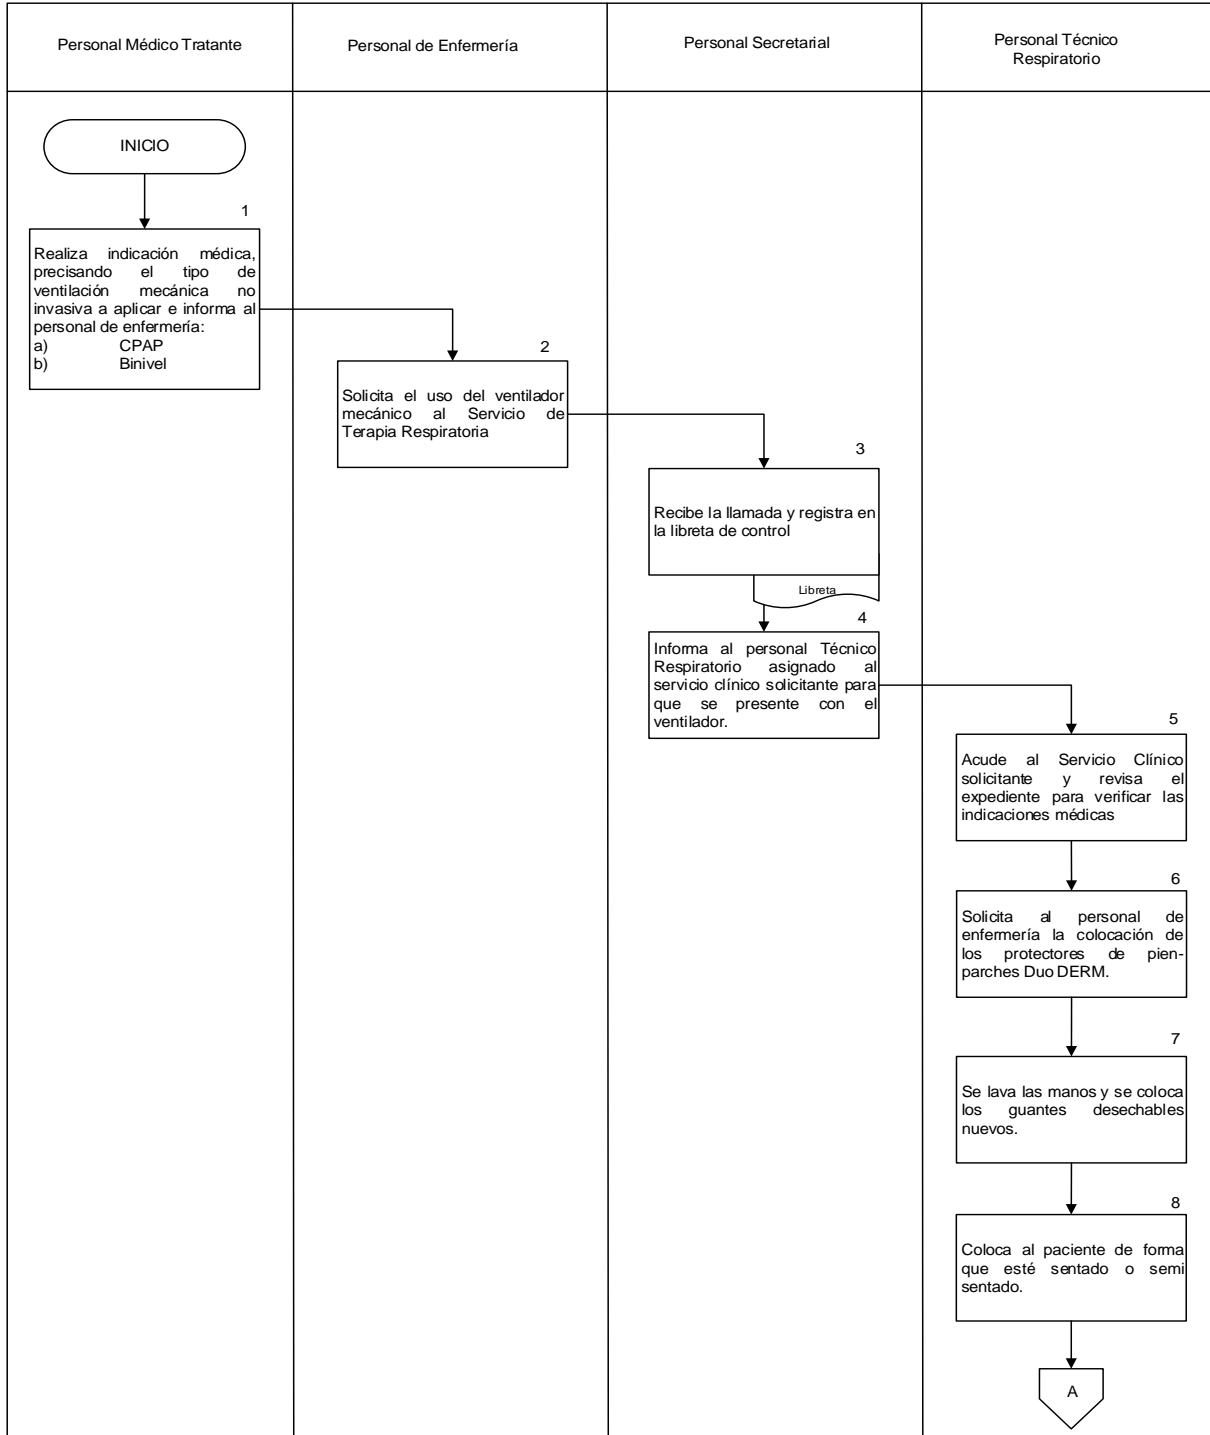 Personal Médico Tratante
Personal de Enfermería
Personal Secretarial
Personal Técnico
Respiratorio
INICIO
1
Realiza indicación médica,
precisando el tipo de
ventilación mecánica no
invasiva a aplicar e informa al
personal de enfermería:
a) CPAP
b) Binivel
2
Solicita el uso del ventilador
mecánico al Servicio de
Terapia Respiratoria
3
Recibe la llamada y registra en
la libreta de control
Libreta
4
Informa al personal Técnico
Respiratorio asignado al
servicio clínico solicitante para
que se presente con el
ventilador.
5
Acude al Servicio Clínico
solicitante y revisa el
expediente para verificar las
indicaciones médicas
6
Solicita al personal de
enfermería la colocación de
los protectores de pien-
parches Duo DERM.
7
Se lava las manos y se coloca
los guantes desechables
nuevos.
8
Coloca al paciente de forma
que esté sentado o semi
sentado.
A